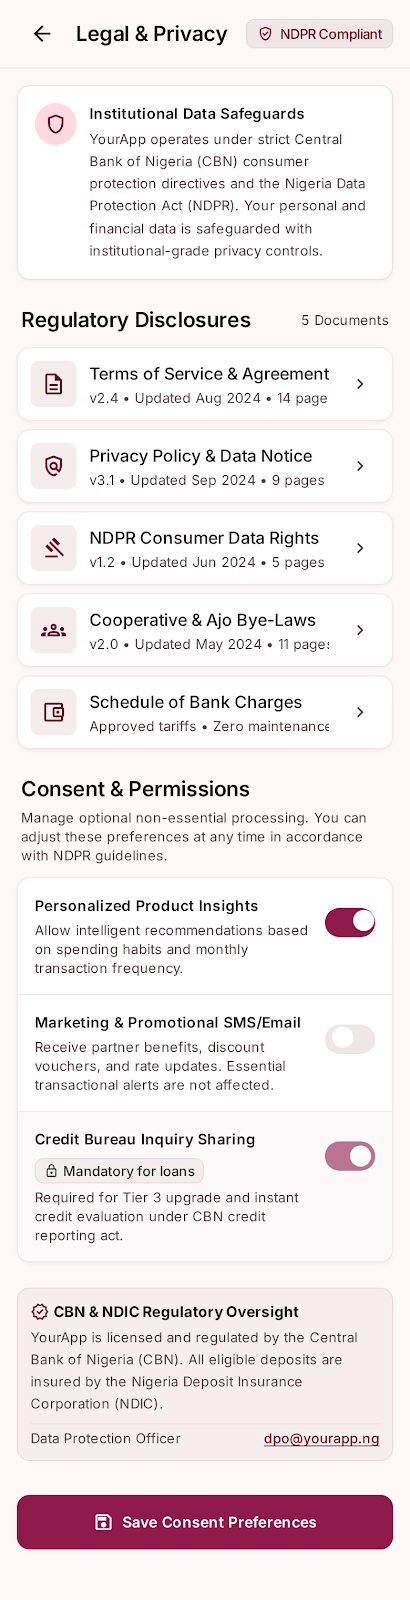 Legal & Privacy
NDPR Compliant
Institutional Data Safeguards
YourApp operates under strict Central
Bank of Nigeria (CBN) consumer
protection directives and the Nigeria Data
Protection Act (NDPR). Your personal and
financial data is safeguarded with
institutional-grade privacy controls.
Regulatory Disclosures
5 Documents
Terms of Service & Agreement
v2.4 • Updated Aug 2024 • 14 page
Privacy Policy & Data Notice
v3.1 • Updated Sep 2024 • 9 pages
NDPR Consumer Data Rights
v1.2 • Updated Jun 2024 • 5 pages
Cooperative & Ajo Bye-Laws
v2.0 • Updated May 2024 • 11 pages
Schedule of Bank Charges
Approved tariffs • Zero maintenance
Consent & Permissions
Manage optional non-essential processing. You can
adjust these preferences at any time in accordance
with NDPR guidelines.
Personalized Product Insights
Allow intelligent recommendations based
on spending habits and monthly
transaction frequency.
Marketing & Promotional SMS/Email
Receive partner benefits, discount
vouchers, and rate updates. Essential
transactional alerts are not affected.
Credit Bureau Inquiry Sharing
Mandatory for loans
Required for Tier 3 upgrade and instant
credit evaluation under CBN credit
reporting act.
CBN & NDIC Regulatory Oversight
YourApp is licensed and regulated by the Central
Bank of Nigeria (CBN). All eligible deposits are
insured by the Nigeria Deposit Insurance
Corporation (NDIC).
Data Protection Officer
dpo@yourapp.ng
Save Consent Preferences